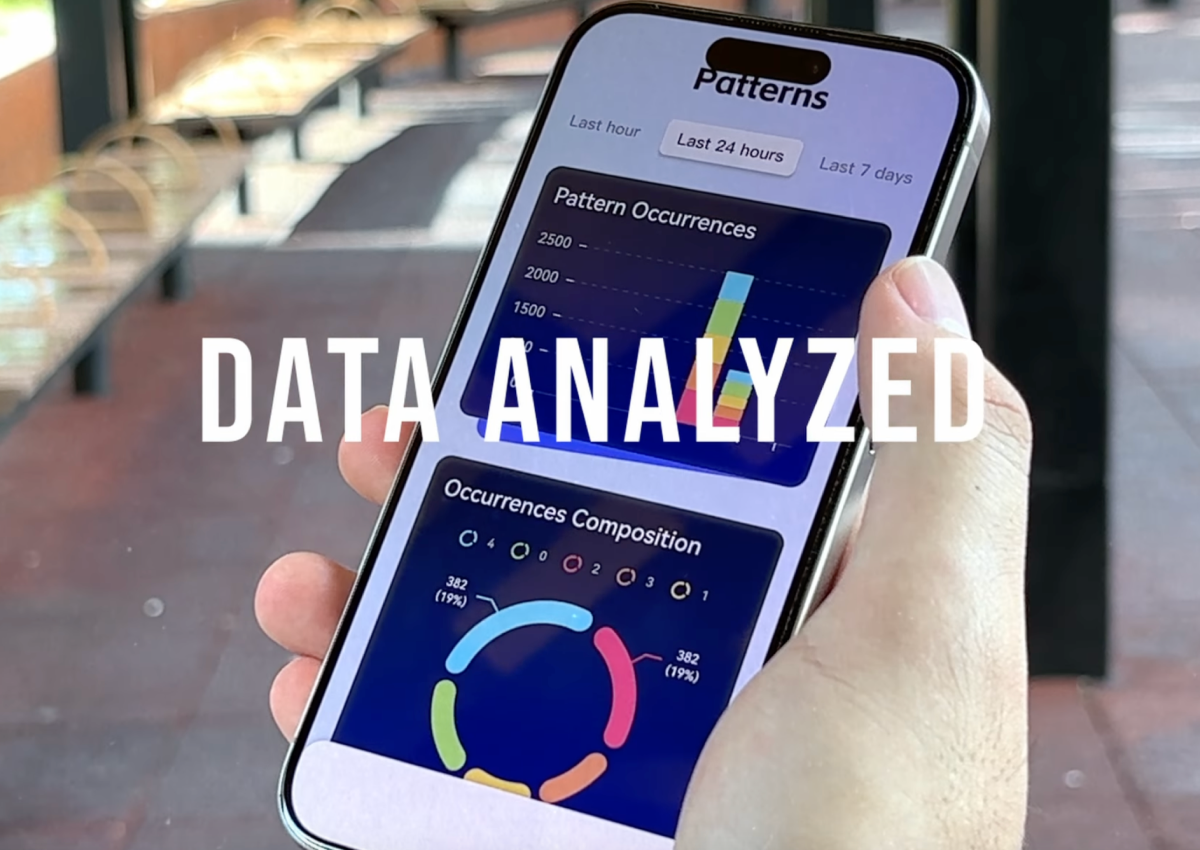 Patterns
Last hour
Last 24 hours
Last 7 days
Pattern Occurrences
2500
2000
1500
DATA ANALYZED
Occurrences Composition
4 0 2 3 1
382
(19%)
382
(19%)